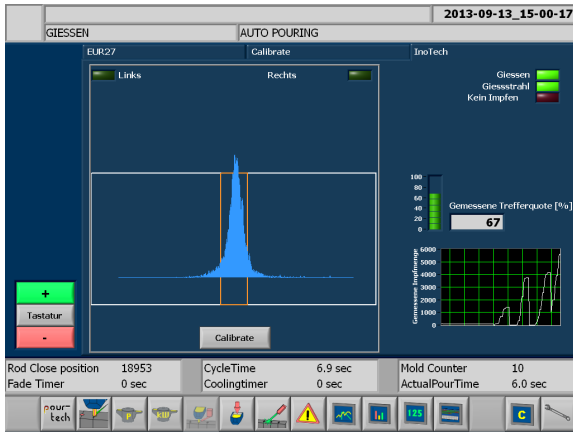 2013-09-13_15-00-17
GIESSEN AUTO POURING
EUR27 Calibrate InoTech
Links Rechts
Giessen
Giessstrahl
Kein Impfen
100
80
60
40
20
0
Gemessene Trefferquote [%]
67
Gemessene Impfmenge
6000
5000
4000
3000
2000
1000
0
+
Tastatur
-
Calibrate
Rod Close position 18953 CycleTime 6.9 sec Mold Counter 10
Fade Timer 0 sec Coolingtimer 0 sec ActualPourTime 6.0 sec
pour-
tech
P
125
C